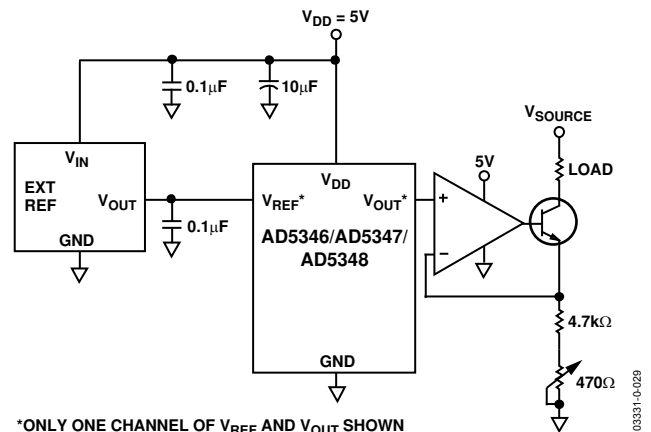 V_DD = 5V
0.1μF
10μF
V_SOURCE
LOAD
5V
EXT
REF
V_IN
V_OUT
GND
0.1μF
V_REF*
V_DD
V_OUT*
AD5346/AD5347/
AD5348
GND
+
–
4.7kΩ
470Ω
*ONLY ONE CHANNEL OF V_REF AND V_OUT SHOWN
03331-0-029